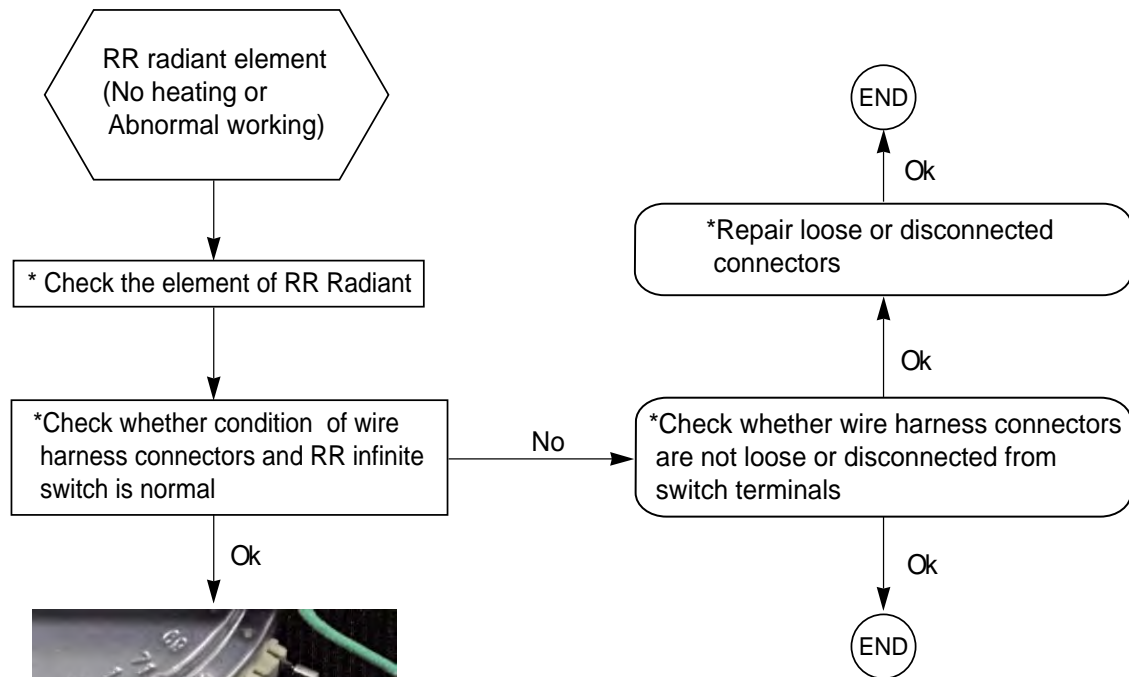 RR radiant element
(No heating or
Abnormal working)
* Check the element of RR Radiant
*Check whether condition of wire
harness connectors and RR infinite
switch is normal
Ok
No
END
Ok
*Repair loose or disconnected
connectors
Ok
*Check whether wire harness connectors
are not loose or disconnected from
switch terminals
Ok
END